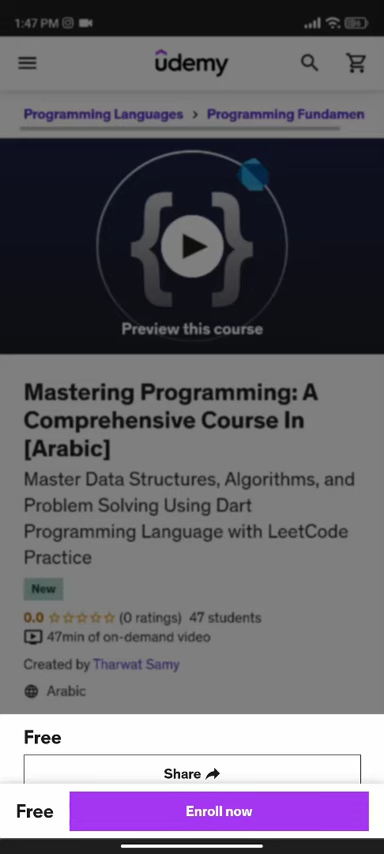 1:47 PM
udemy
Programming Languages > Programming Fundamen
{ }
Preview this course
Mastering Programming: A
Comprehensive Course In
[Arabic]
Master Data Structures, Algorithms, and
Problem Solving Using Dart
Programming Language with LeetCode
Practice
New
0.0 ☆☆☆☆☆ (0 ratings) 47 students
47min of on-demand video
Created by Tharwat Samy
Arabic
Free
Share
Free Enroll now